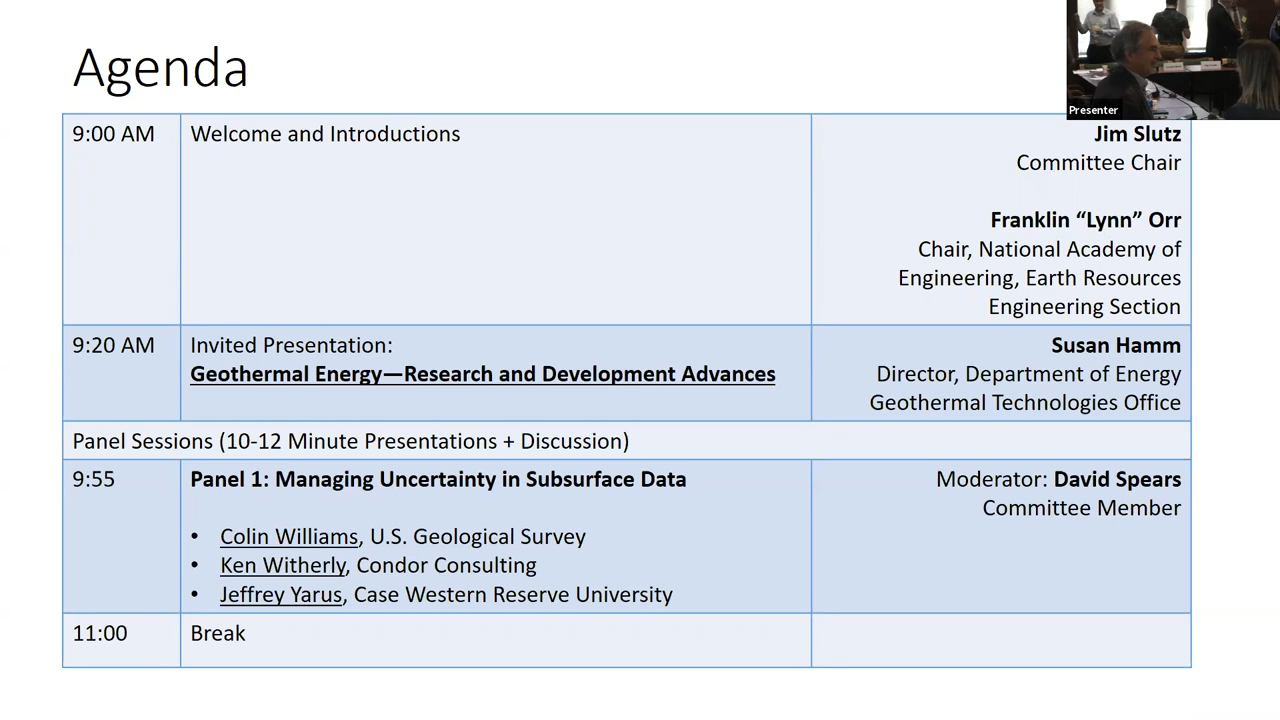 Agenda
Presenter
9:00 AM
Welcome and Introductions
Jim Slutz
Committee Chair
Franklin “Lynn” Orr
Chair, National Academy of
Engineering, Earth Resources
Engineering Section
9:20 AM
Invited Presentation:
Geothermal Energy—Research and Development Advances
Susan Hamm
Director, Department of Energy
Geothermal Technologies Office
Panel Sessions (10-12 Minute Presentations + Discussion)
9:55
Panel 1: Managing Uncertainty in Subsurface Data
• Colin Williams, U.S. Geological Survey
• Ken Witherly, Condor Consulting
• Jeffrey Yarus, Case Western Reserve University
Moderator: David Spears
Committee Member
11:00
Break